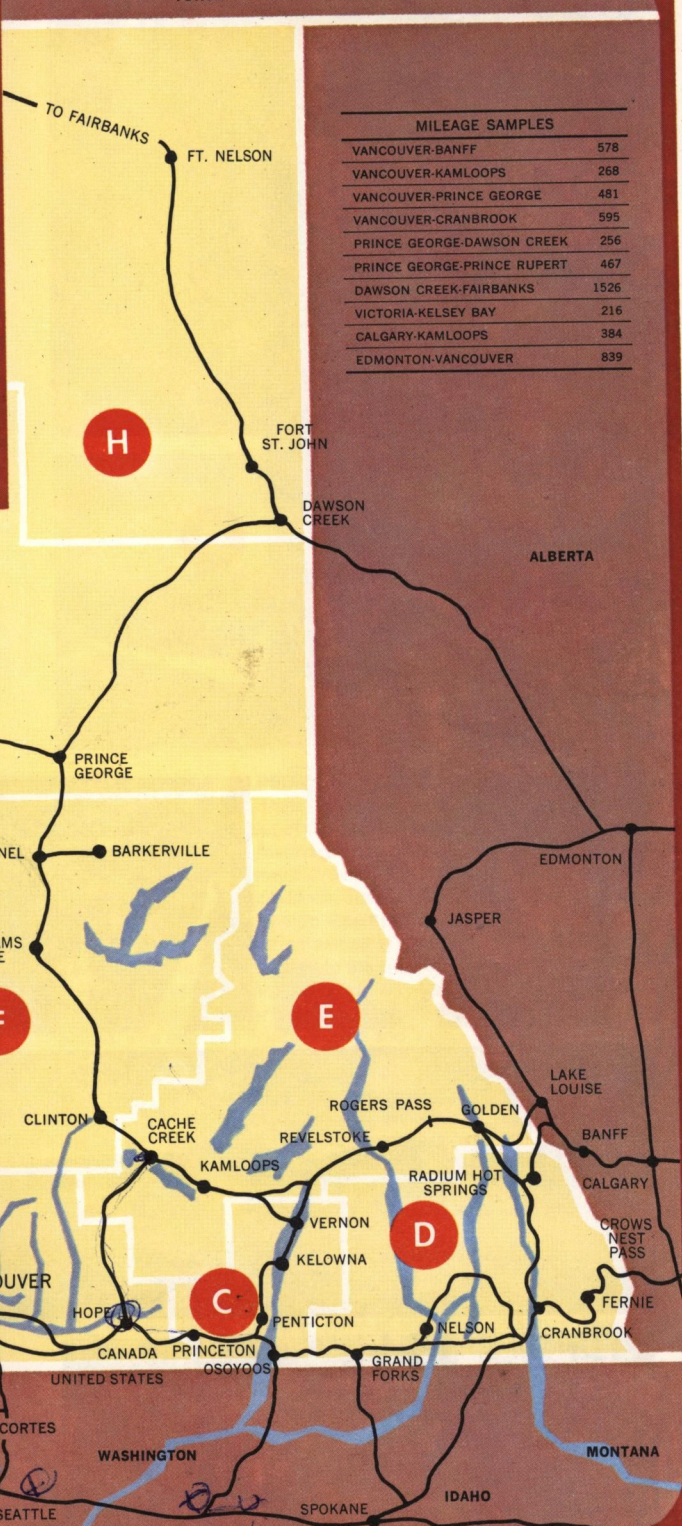 TO FAIRBANKS
FT. NELSON
MILEAGE SAMPLES
VANCOUVER-BANFF 578
VANCOUVER-KAMLOOPS 268
VANCOUVER-PRINCE GEORGE 481
VANCOUVER-CRANBROOK 595
PRINCE GEORGE-DAWSON CREEK 256
PRINCE GEORGE-PRINCE RUPERT 467
DAWSON CREEK-FAIRBANKS 1526
VICTORIA-KELSEY BAY 216
CALGARY-KAMLOOPS 384
EDMONTON-VANCOUVER 839
H
FORT
ST. JOHN
DAWSON
CREEK
ALBERTA
PRINCE
GEORGE
NEL
BARKERVILLE
EDMONTON
JASPER
AMS
E
F
E
LAKE
LOUISE
ROGERS PASS
GOLDEN
CLINTON
CACHE
CREEK
REVELSTOKE
BANFF
KAMLOOPS
RADIUM HOT
SPRINGS
CALGARY
VERNON
D
CROWS
NEST
PASS
KELOWNA
OUVER
C
HOPE
PENTICTON
NELSON
FERNIE
CRANBROOK
CANADA
PRINCETON
OSOYOOS
GRAND
FORKS
UNITED STATES
CORTES
WASHINGTON
MONTANA
IDAHO
SEATTLE
SPOKANE